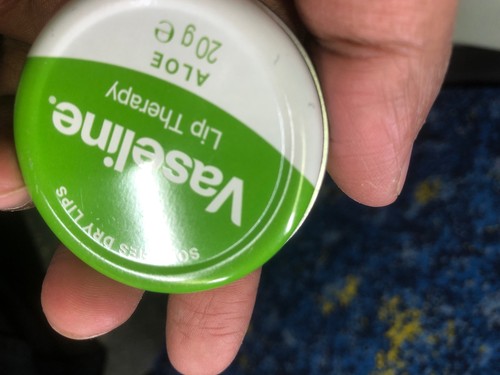 Vaseline.
Lip Therapy
ALOE
20 g e
DRY LIPS